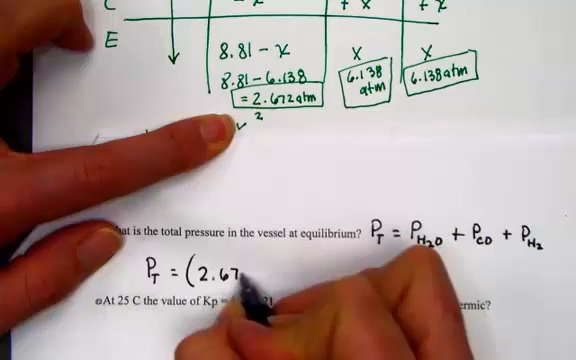 C - x + x + x
E 8.81 - x x x
8.81 - 6.138 6.138 atm 6.138 atm
= 2.672 atm
2
hat is the total pressure in the vessel at equilibrium? P_T = P_H2O + P_CO + P_H2
P_T = (2.67
At 25 C the value of Kp = ermic?